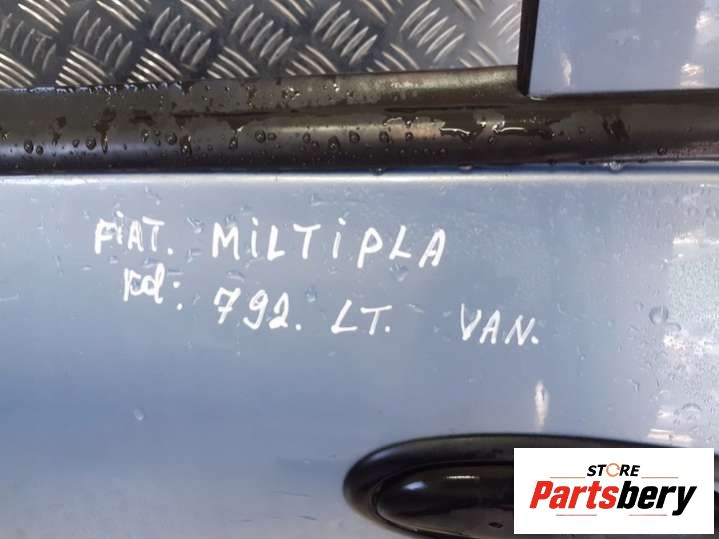 FiAT. MiLTiPLA
kd: 792. LT. VAN.
STORE
Partsbery